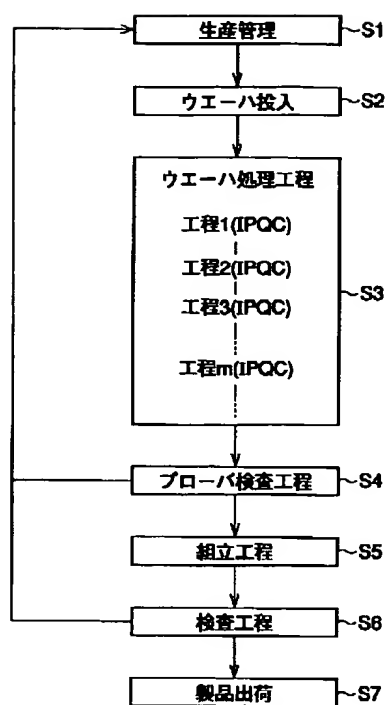 生産管理 ~S1
ウエーハ投入 ~S2
ウエーハ処理工程
工程1(IPQC)
工程2(IPQC)
工程3(IPQC)
~S3
工程m(IPQC)
プローバ検査工程 ~S4
組立工程 ~S5
検査工程 ~S6
製品出荷 ~S7